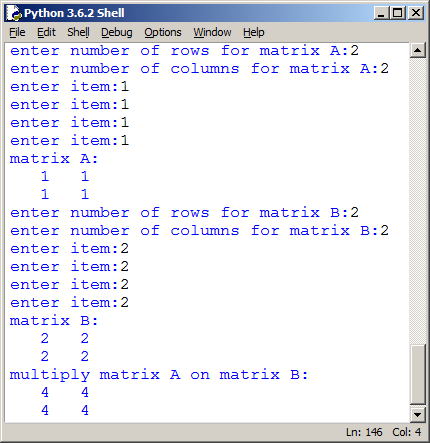 Python 3.6.2 Shell
File Edit Shell Debug Options Window Help
enter number of rows for matrix A:2
enter number of columns for matrix A:2
enter item:1
enter item:1
enter item:1
enter item:1
matrix A:
1 1
1 1
enter number of rows for matrix B:2
enter number of columns for matrix B:2
enter item:2
enter item:2
enter item:2
enter item:2
matrix B:
2 2
2 2
multiply matrix A on matrix B:
4 4
4 4
Ln: 146 Col: 4